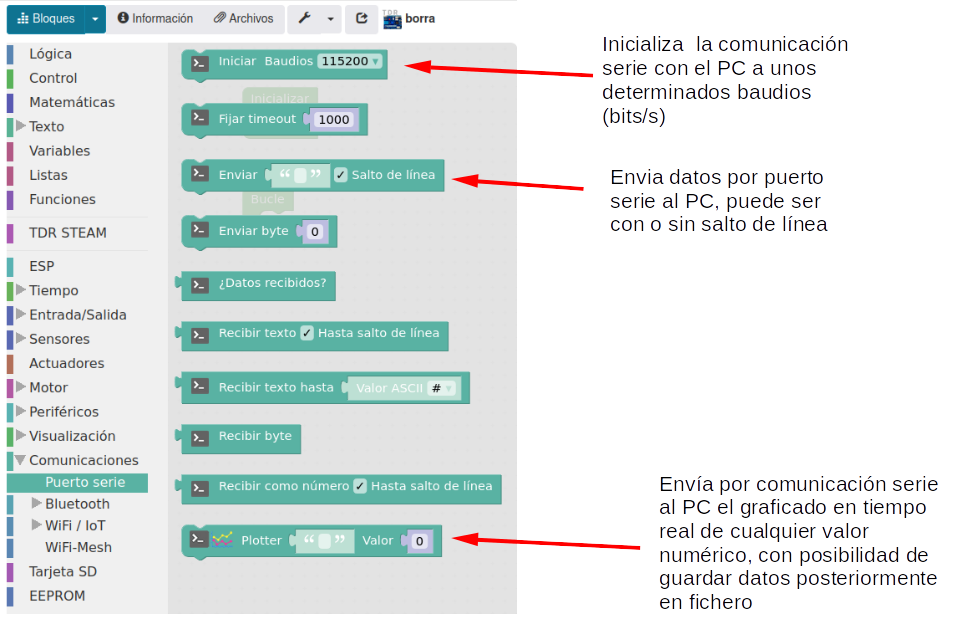 Bloques
Información
Archivos
TDR
borra
Lógica
Control
Matemáticas
Texto
Variables
Listas
Funciones
TDR STEAM
ESP
Tiempo
Entrada/Salida
Sensores
Actuadores
Motor
Periféricos
Visualización
Comunicaciones
Puerto serie
Bluetooth
WiFi / IoT
WiFi-Mesh
Tarjeta SD
EEPROM
Iniciar Baudios 115200
Inicializar
Fijar timeout 1000
Enviar “ ” Salto de línea
Bucle
Enviar byte 0
¿Datos recibidos?
Recibir texto Hasta salto de línea
Recibir texto hasta Valor ASCII #
Recibir byte
Recibir como número Hasta salto de línea
Plotter “ ” Valor 0
Inicializa la comunicación
serie con el PC a unos
determinados baudios
(bits/s)
Envia datos por puerto
serie al PC, puede ser
con o sin salto de línea
Envía por comunicación serie
al PC el graficado en tiempo
real de cualquier valor
numérico, con posibilidad de
guardar datos posteriormente
en fichero